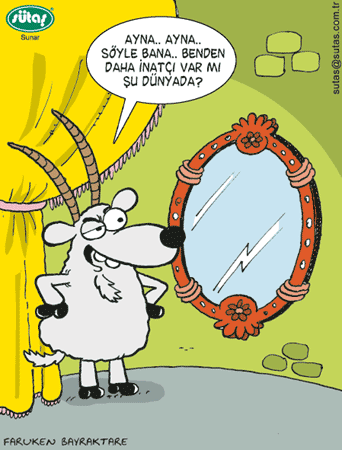 sütaş
Sunar
AYNA.. AYNA..
SÖYLE BANA.. BENDEN
DAHA İNATÇI VAR MI
ŞU DÜNYADA?
sutas@sutas.com.tr
FARUKEN BAYRAKTARE